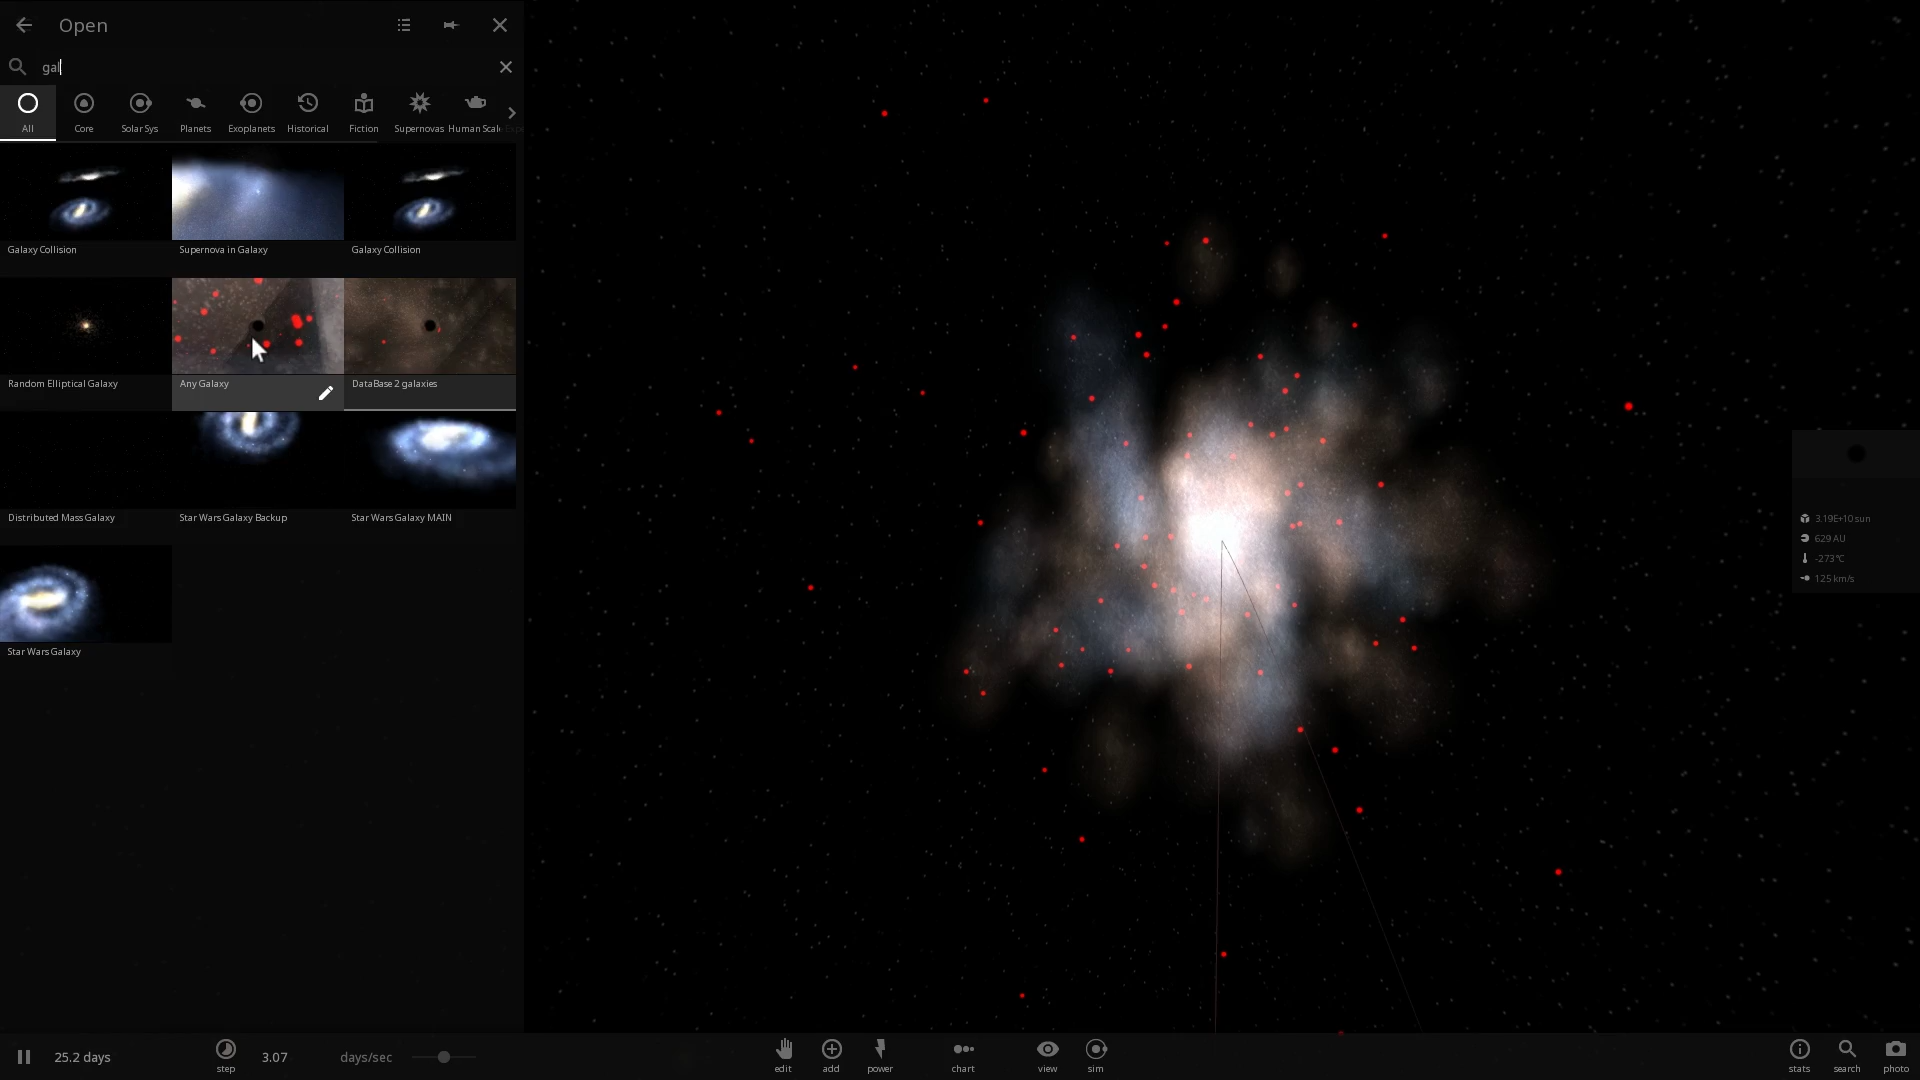 Open
gal
All
Core
Solar Sys
Planets
Exoplanets
Historical
Fiction
Supernovas
Human Scal
Galaxy Collision
Supernova in Galaxy
Galaxy Collision
Random Elliptical Galaxy
Any Galaxy
DataBase 2 galaxies
Distributed Mass Galaxy
Star Wars Galaxy Backup
Star Wars Galaxy MAIN
Star Wars Galaxy
3.19E+10 sun
629 AU
-273°C
125 km/s
25.2 days
step
3.07
days/sec
edit
add
power
chart
view
sim
stats
search
photo